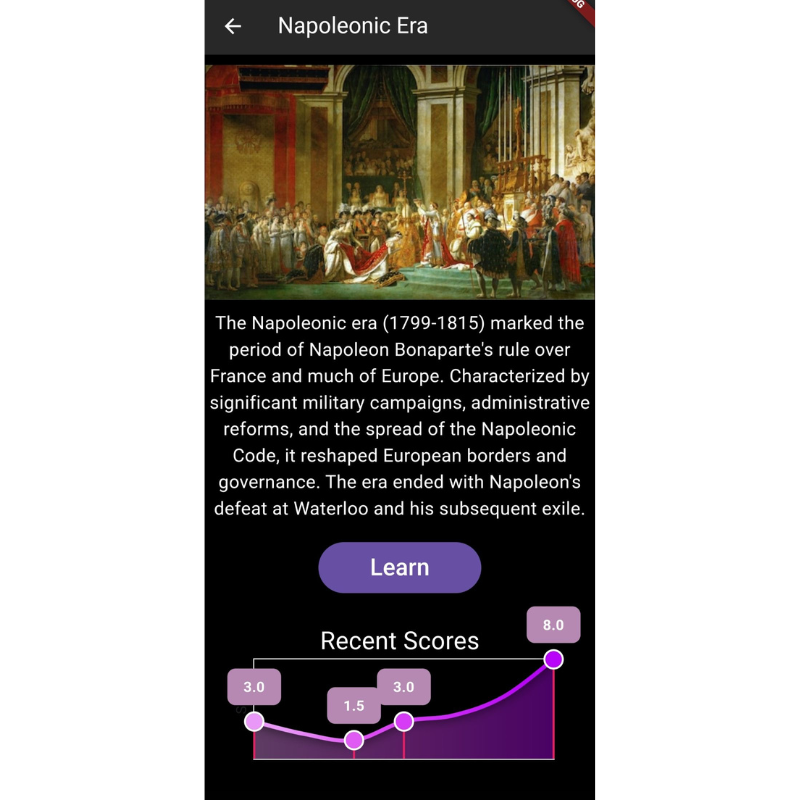 Napoleonic Era
The Napoleonic era (1799-1815) marked the
period of Napoleon Bonaparte's rule over
France and much of Europe. Characterized by
significant military campaigns, administrative
reforms, and the spread of the Napoleonic
Code, it reshaped European borders and
governance. The era ended with Napoleon's
defeat at Waterloo and his subsequent exile.
Learn
Recent Scores
8.0
3.0
1.5
3.0